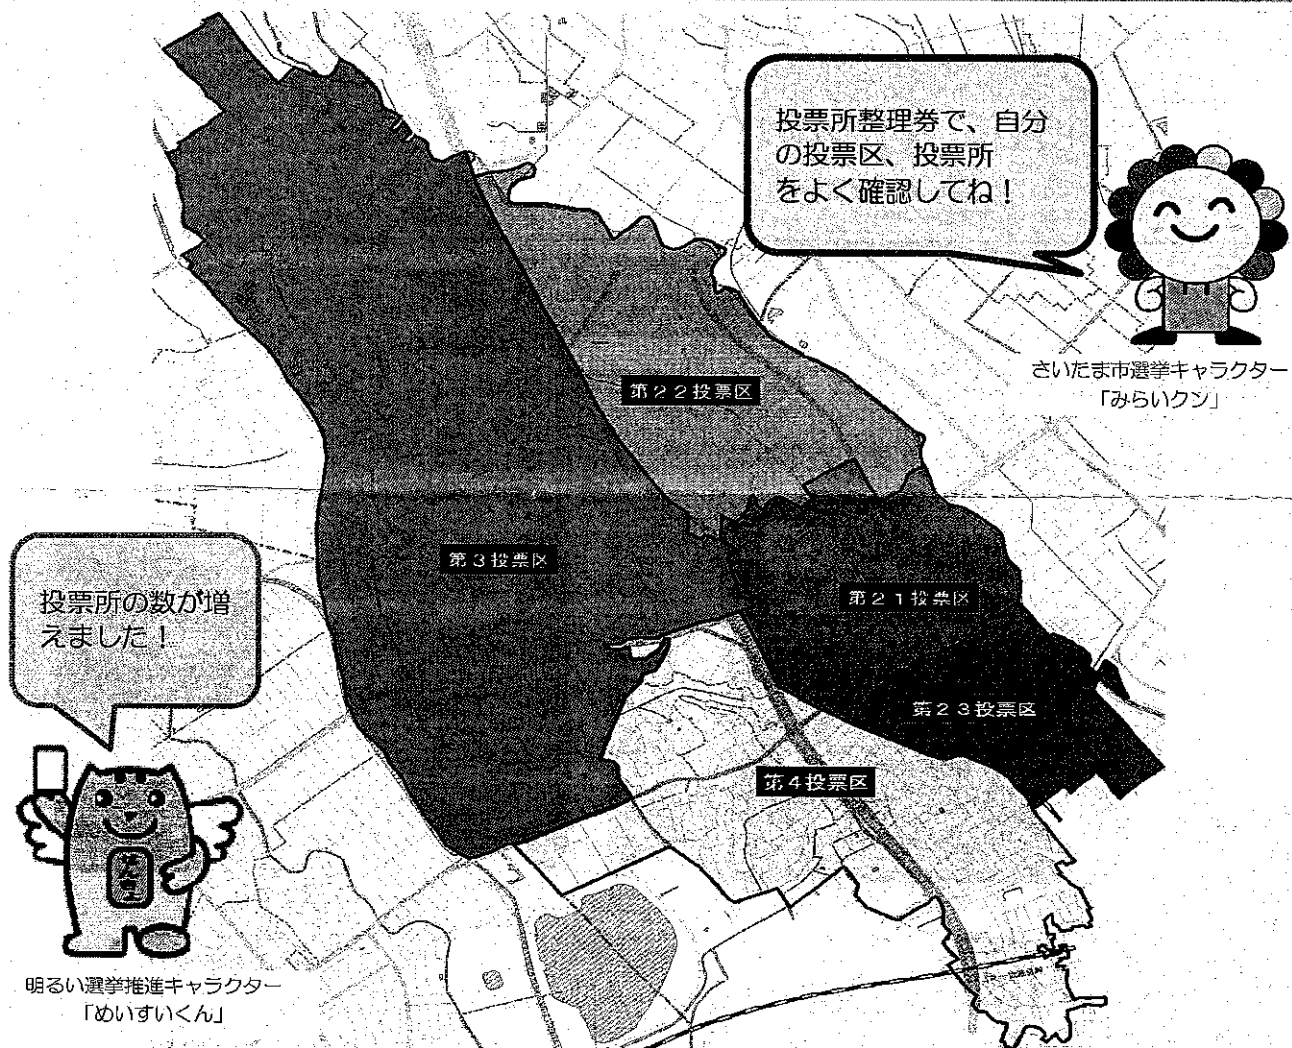 投票所整理券で、自分
の投票区、投票所
をよく確認してね！
さいたま市選挙キャラクター
「みらいクン」
第２２投票区
第３投票区
第２１投票区
第２３投票区
第４投票区
投票所の数が増
えました！
明るい選挙推進キャラクター
「めいすいくん」